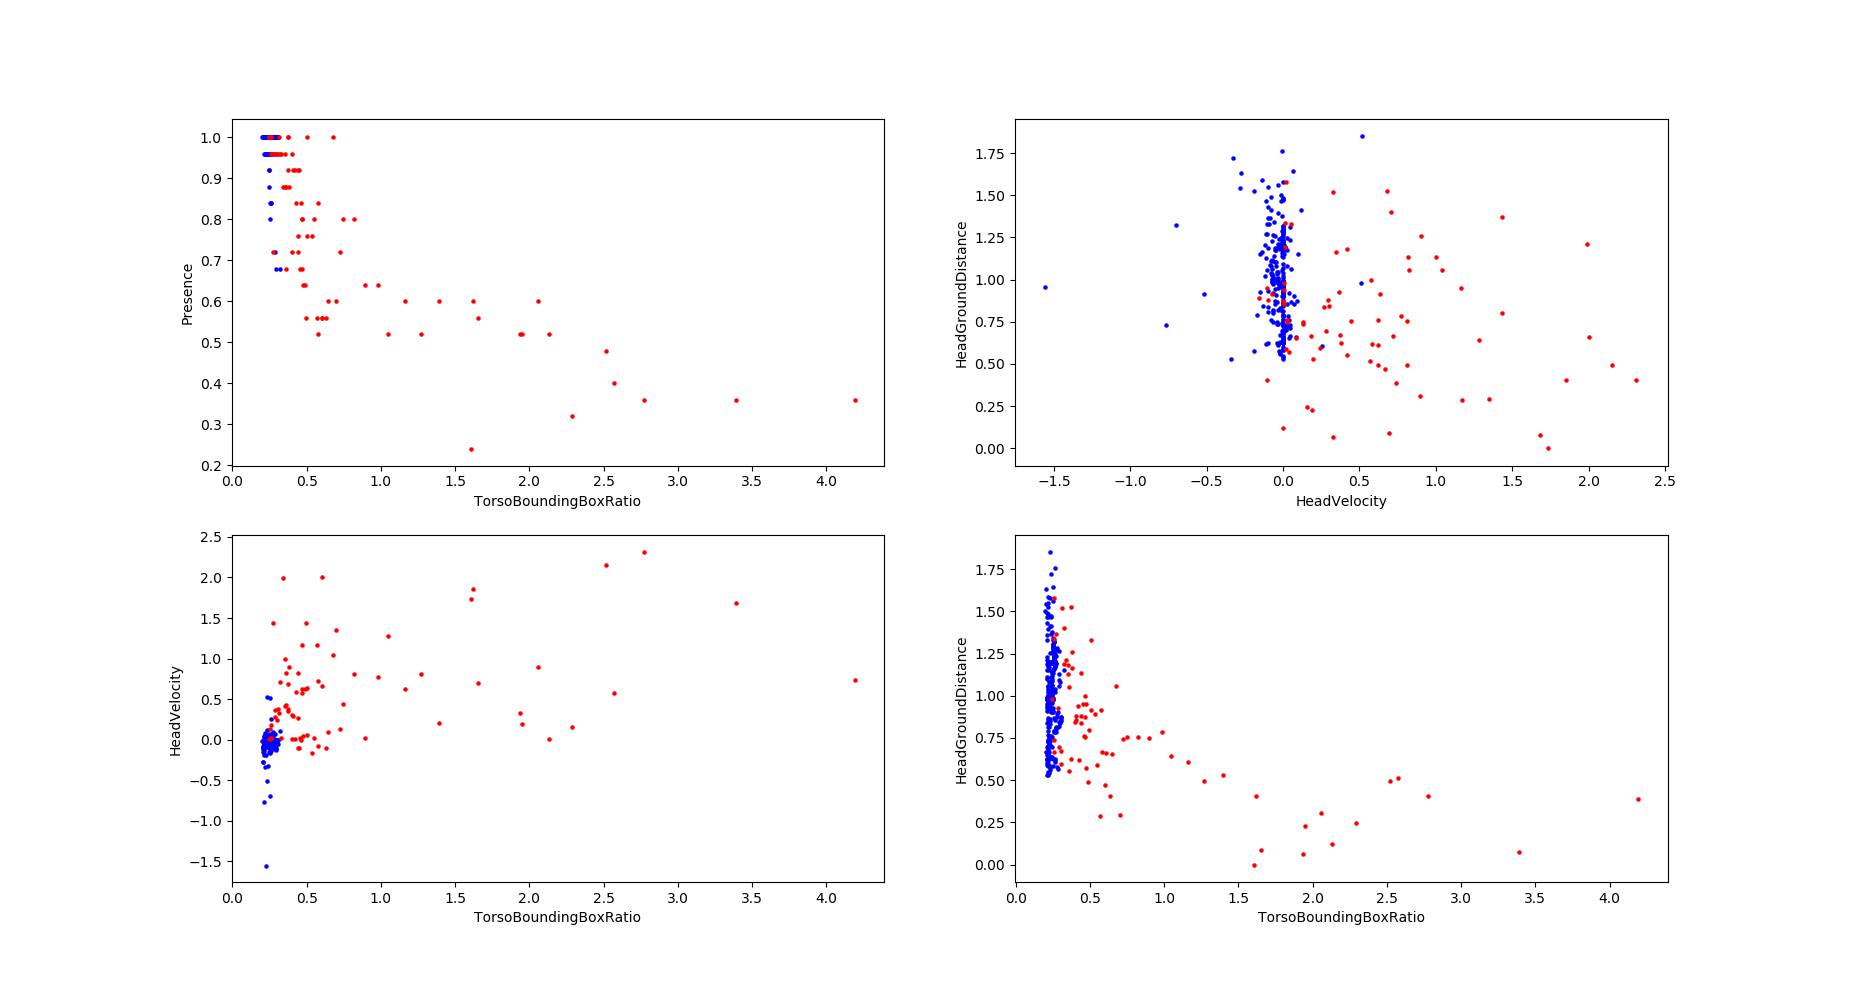 1.0
0.9
0.8
0.7
0.6
0.5
0.4
0.3
0.2
Presence
0.0 0.5 1.0 1.5 2.0 2.5 3.0 3.5 4.0
TorsoBoundingBoxRatio
1.75
1.50
1.25
1.00
0.75
0.50
0.25
0.00
HeadGroundDistance
−1.5 −1.0 −0.5 0.0 0.5 1.0 1.5 2.0 2.5
HeadVelocity
2.5
2.0
1.5
1.0
0.5
0.0
−0.5
−1.0
−1.5
HeadVelocity
0.0 0.5 1.0 1.5 2.0 2.5 3.0 3.5 4.0
TorsoBoundingBoxRatio
1.75
1.50
1.25
1.00
0.75
0.50
0.25
0.00
HeadGroundDistance
0.0 0.5 1.0 1.5 2.0 2.5 3.0 3.5 4.0
TorsoBoundingBoxRatio